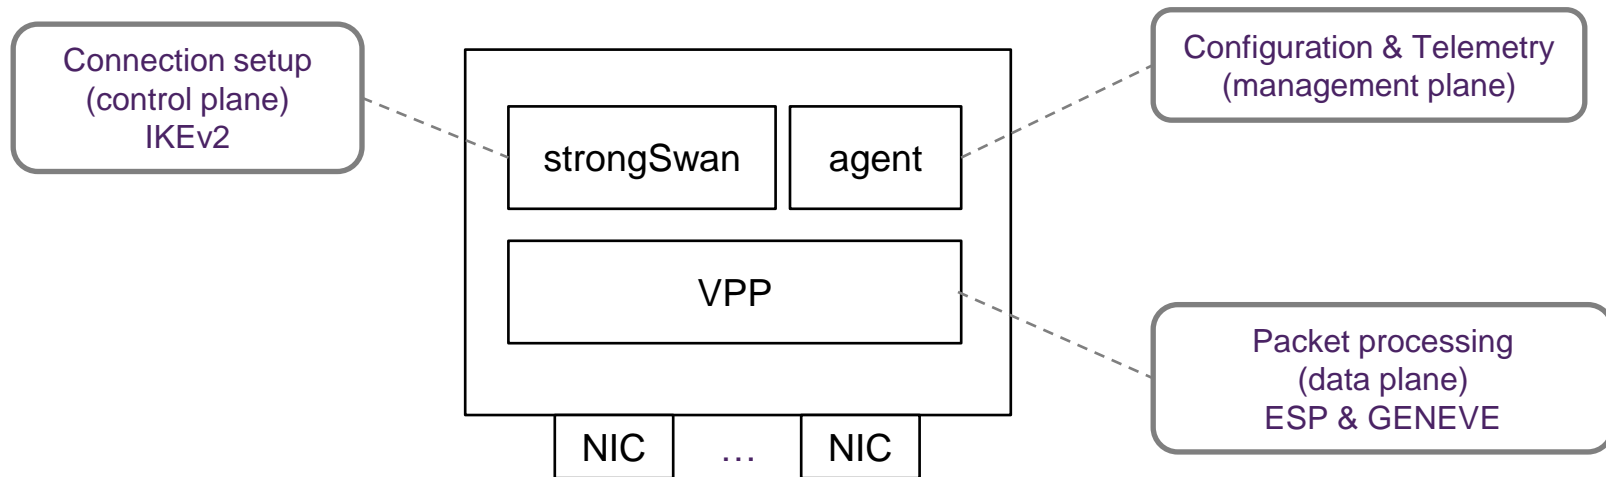 Connection setup
(control plane)
IKEv2
Configuration & Telemetry
(management plane)
strongSwan
agent
VPP
Packet processing
(data plane)
ESP & GENEVE
NIC
…
NIC